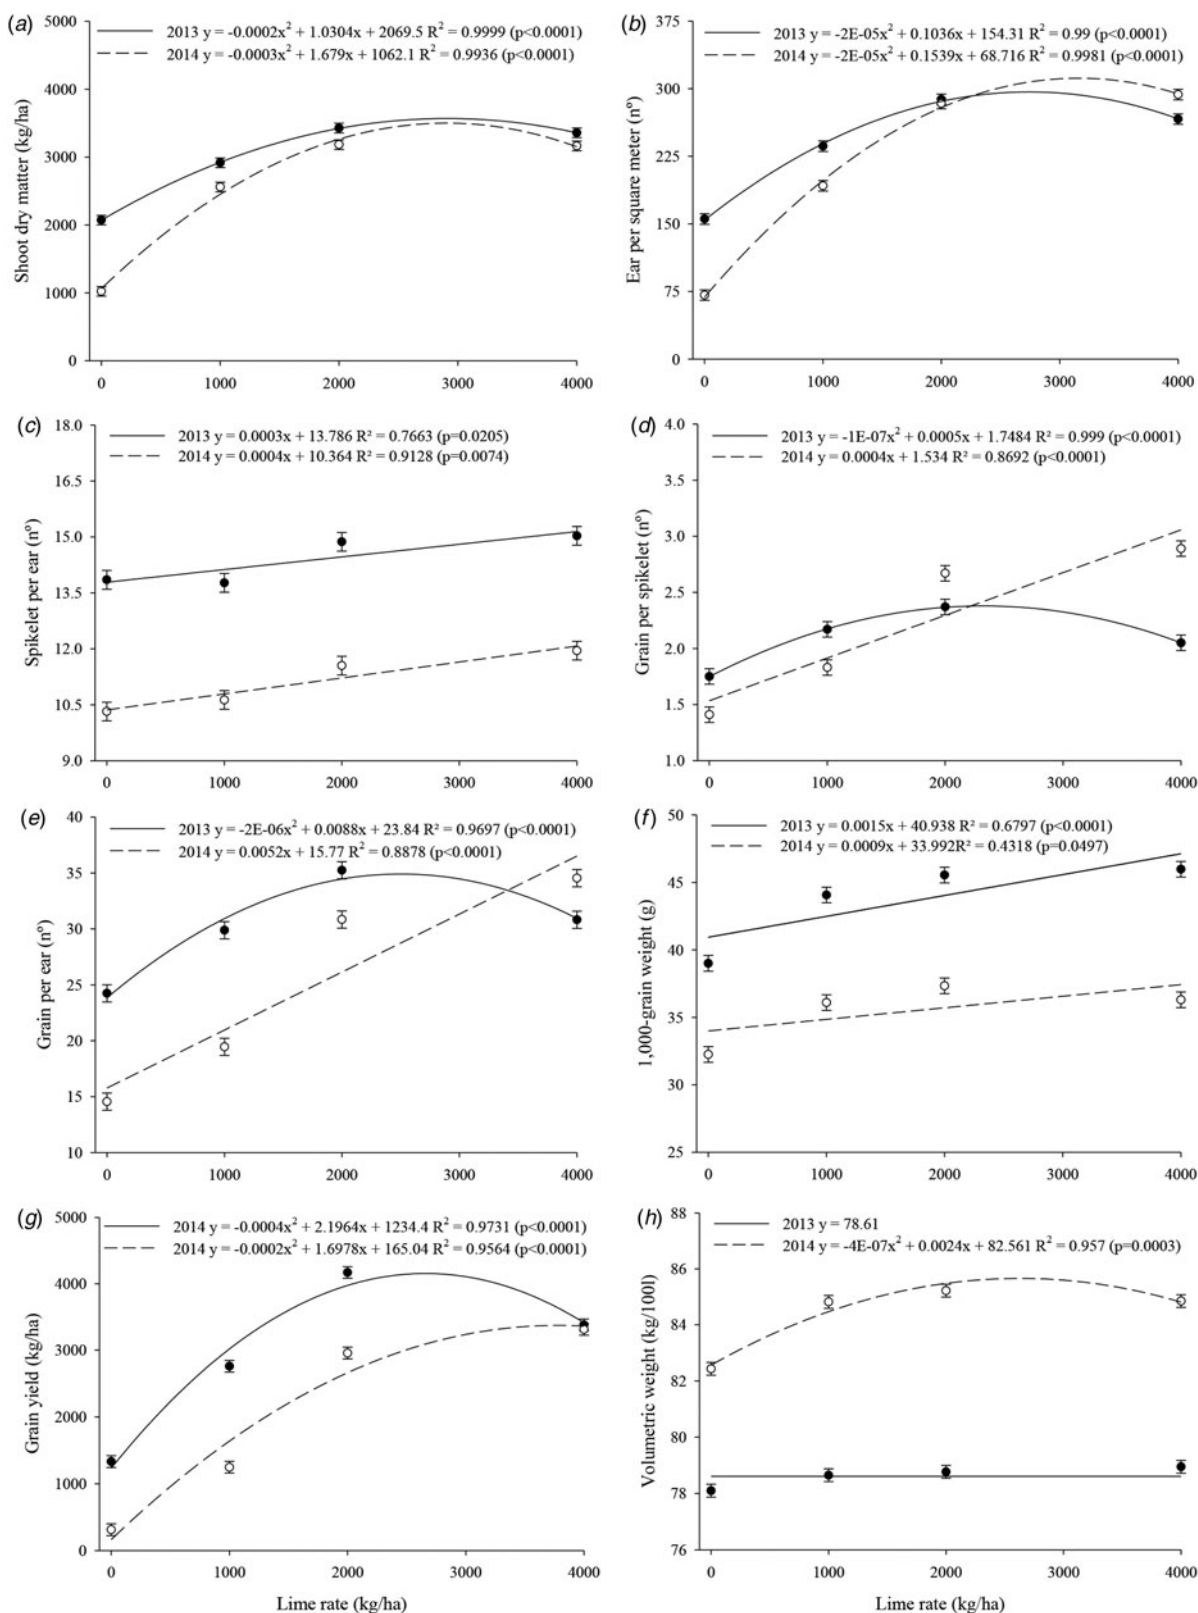 (a)
2013 y = -0.0002x² + 1.0304x + 2069.5 R² = 0.9999 (p<0.0001)
2014 y = -0.0003x² + 1.679x + 1062.1 R² = 0.9936 (p<0.0001)
Shoot dry matter (kg/ha)
5000
4000
3000
2000
1000
0
0 1000 2000 3000 4000
(b)
2013 y = -2E-05x² + 0.1036x + 154.31 R² = 0.99 (p<0.0001)
2014 y = -2E-05x² + 0.1539x + 68.716 R² = 0.9981 (p<0.0001)
Ear per square meter (nº)
375
300
225
150
75
0
0 1000 2000 3000 4000
(c)
2013 y = 0.0003x + 13.786 R² = 0.7663 (p=0.0205)
2014 y = 0.0004x + 10.364 R² = 0.9128 (p=0.0074)
Spikelet per ear (nº)
18.0
16.5
15.0
13.5
12.0
10.5
9.0
0 1000 2000 3000 4000
(d)
2013 y = -1E-07x² + 0.0005x + 1.7484 R² = 0.999 (p<0.0001)
2014 y = 0.0004x + 1.534 R² = 0.8692 (p<0.0001)
Grain per spikelet (nº)
4.0
3.5
3.0
2.5
2.0
1.5
1.0
0 1000 2000 3000 4000
(e)
2013 y = -2E-06x² + 0.0088x + 23.84 R² = 0.9697 (p<0.0001)
2014 y = 0.0052x + 15.77 R² = 0.8878 (p<0.0001)
Grain per ear (nº)
40
35
30
25
20
15
10
0 1000 2000 3000 4000
(f)
2013 y = 0.0015x + 40.938 R² = 0.6797 (p<0.0001)
2014 y = 0.0009x + 33.992R² = 0.4318 (p=0.0497)
1,000-grain weight (g)
50
45
40
35
30
25
0 1000 2000 3000 4000
(g)
2014 y = -0.0004x² + 2.1964x + 1234.4 R² = 0.9731 (p<0.0001)
2014 y = -0.0002x² + 1.6978x + 165.04 R² = 0.9564 (p<0.0001)
Grain yield (kg/ha)
5000
4000
3000
2000
1000
0
0 1000 2000 3000 4000
Lime rate (kg/ha)
(h)
2013 y = 78.61
2014 y = -4E-07x² + 0.0024x + 82.561 R² = 0.957 (p=0.0003)
Volumetric weight (kg/100l)
88
86
84
82
80
78
76
0 1000 2000 3000 4000
Lime rate (kg/ha)